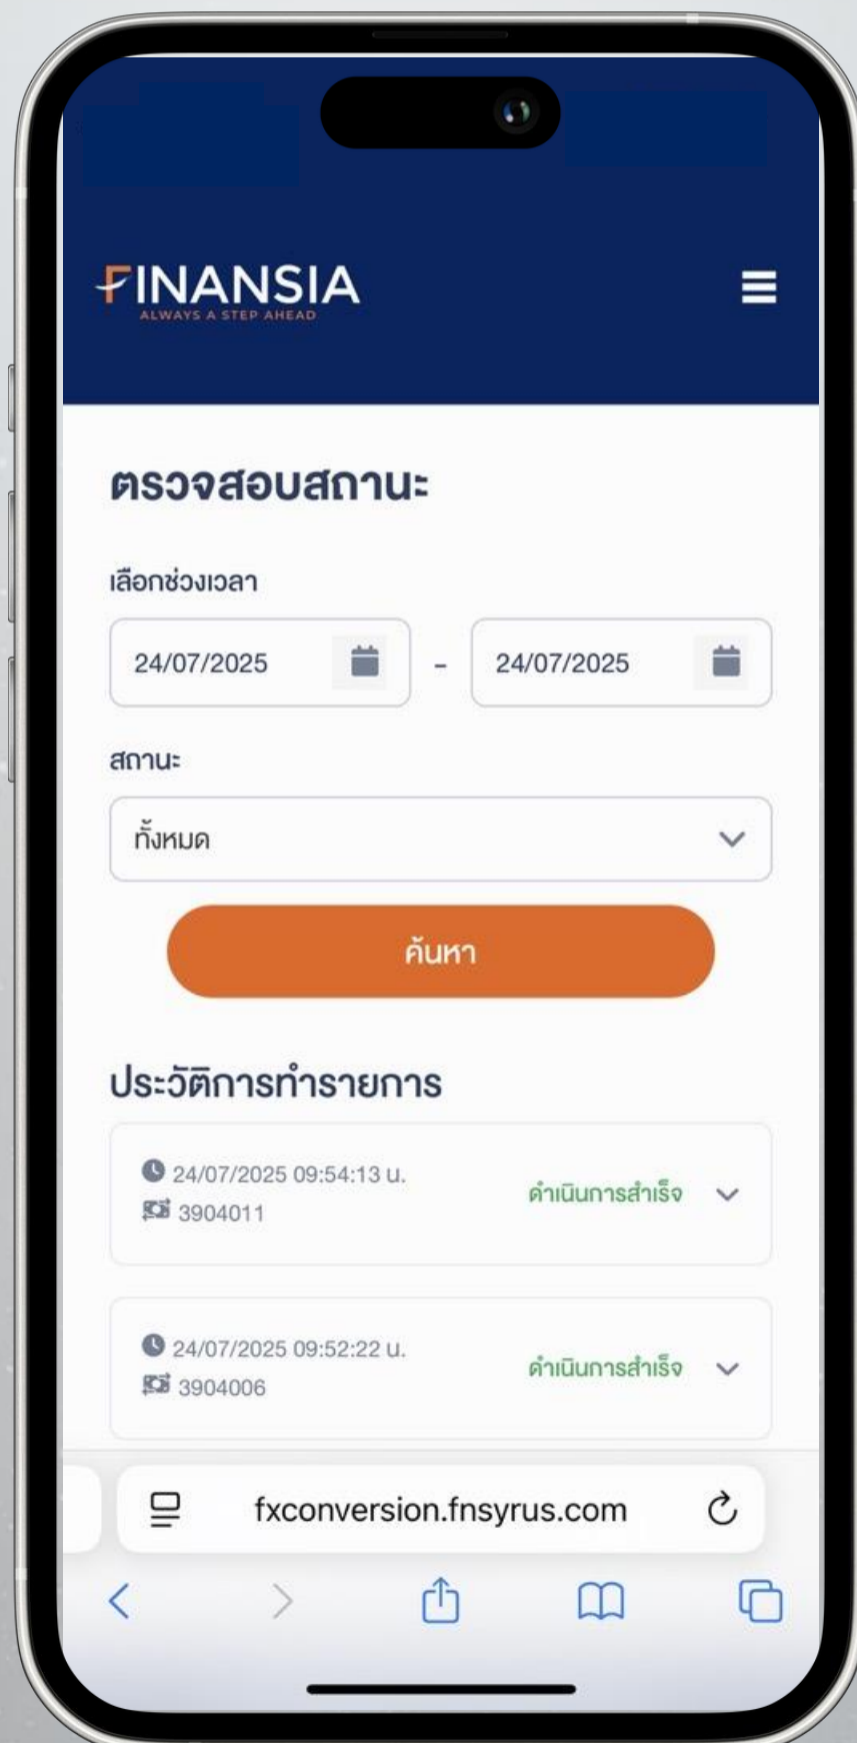 FINANSIA
ALWAYS A STEP AHEAD
ตรวจสอบสถานะ
เลือกช่วงเวลา
24/07/2025 - 24/07/2025
สถานะ
ทั้งหมด
ค้นหา
ประวัติการทำรายการ
24/07/2025 09:54:13 น.
ดำเนินการสำเร็จ
3904011
24/07/2025 09:52:22 น.
ดำเนินการสำเร็จ
3904006
fxconversion.fnsyrus.com